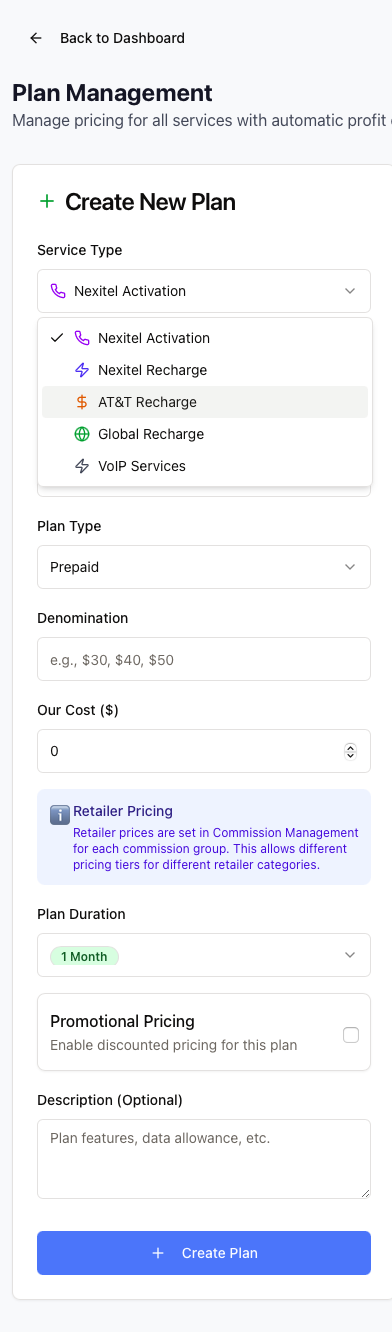 Back to Dashboard
Plan Management
Manage pricing for all services with automatic profit
Create New Plan
Service Type
Nexitel Activation
Nexitel Activation
Nexitel Recharge
AT&T Recharge
Global Recharge
VoIP Services
Plan Type
Prepaid
Denomination
e.g., $30, $40, $50
Our Cost ($)
0
Retailer Pricing
Retailer prices are set in Commission Management
for each commission group. This allows different
pricing tiers for different retailer categories.
Plan Duration
1 Month
Promotional Pricing
Enable discounted pricing for this plan
Description (Optional)
Plan features, data allowance, etc.
Create Plan